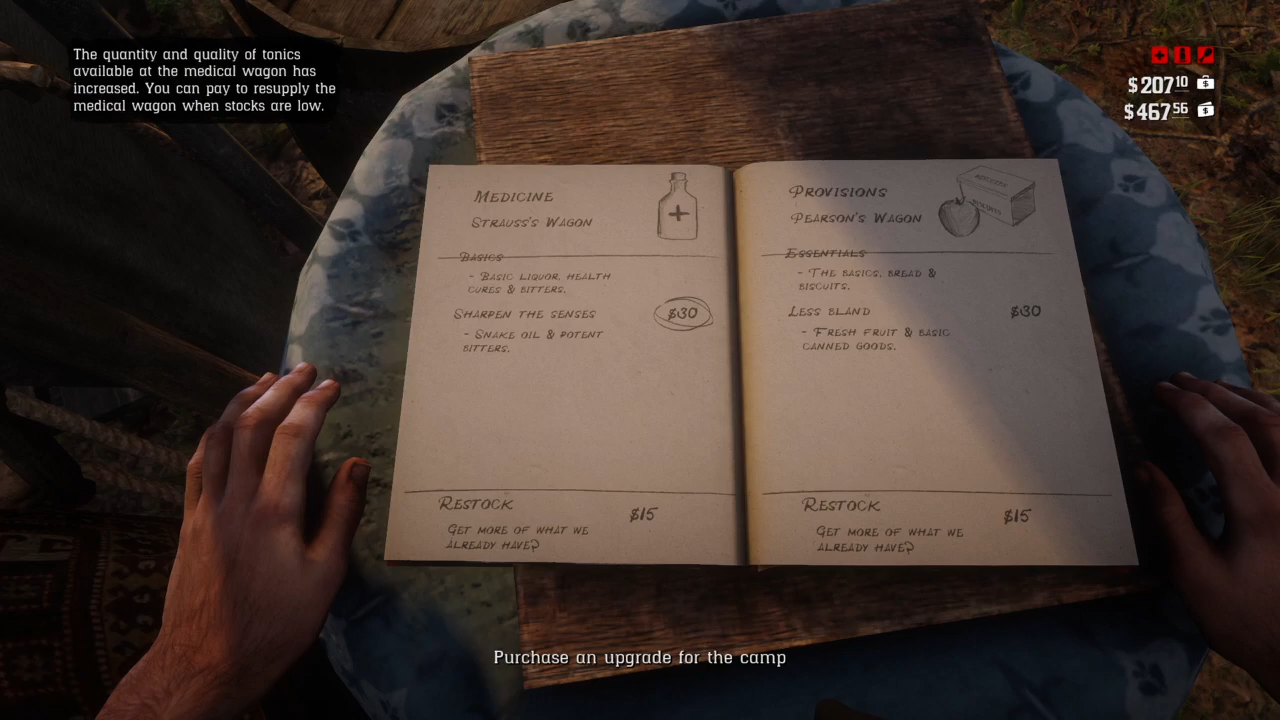 The quantity and quality of tonics
available at the medical wagon has
increased. You can pay to resupply the
medical wagon when stocks are low.
$207 10
$467 56
MEDICINE
STRAUSS'S WAGON
BASICS
- BASIC LIQUOR, HEALTH
CURES & BITTERS.
SHARPEN THE SENSES $30
- SNAKE OIL & POTENT
BITTERS.
RESTOCK $15
GET MORE OF WHAT WE
ALREADY HAVE?
PROVISIONS
PEARSON'S WAGON
ESSENTIALS
- THE BASICS, BREAD &
BISCUITS.
LESS BLAND $30
- FRESH FRUIT & BASIC
CANNED GOODS.
RESTOCK $15
GET MORE OF WHAT WE
ALREADY HAVE?
Purchase an upgrade for the camp